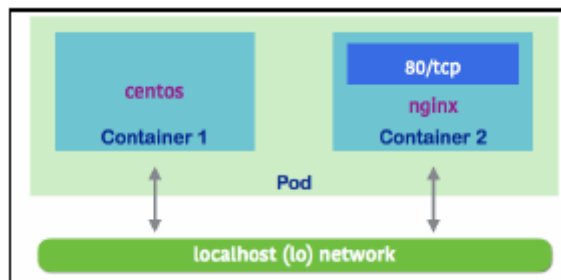 80/tcp
centos
nginx
Container 1
Container 2
Pod
localhost (lo) network